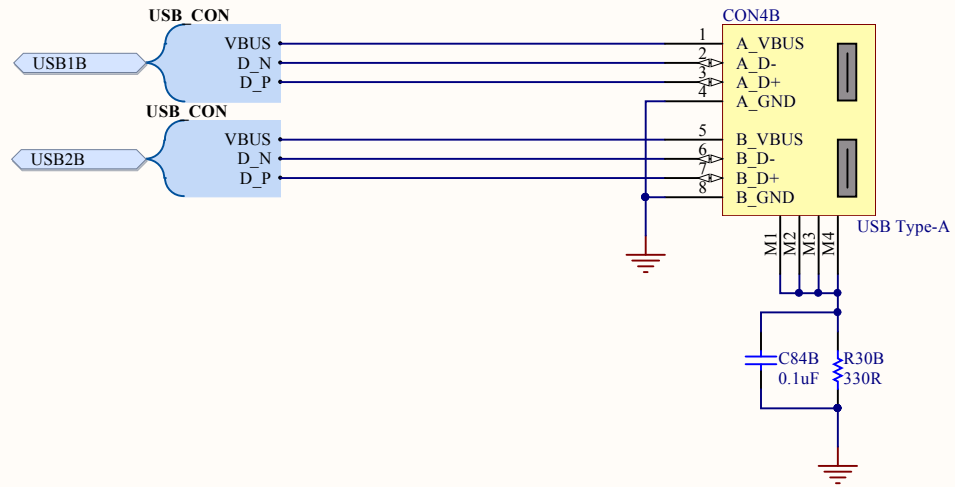 USB_CON
CON4B
VBUS
1
A_VBUS
USB1B
D_N
2
A_D-
D_P
3
A_D+
4
A_GND
USB_CON
VBUS
5
B_VBUS
USB2B
D_N
6
B_D-
D_P
7
B_D+
8
B_GND
USB Type-A
M1
M2
M3
M4
C84B
0.1uF
R30B
330R